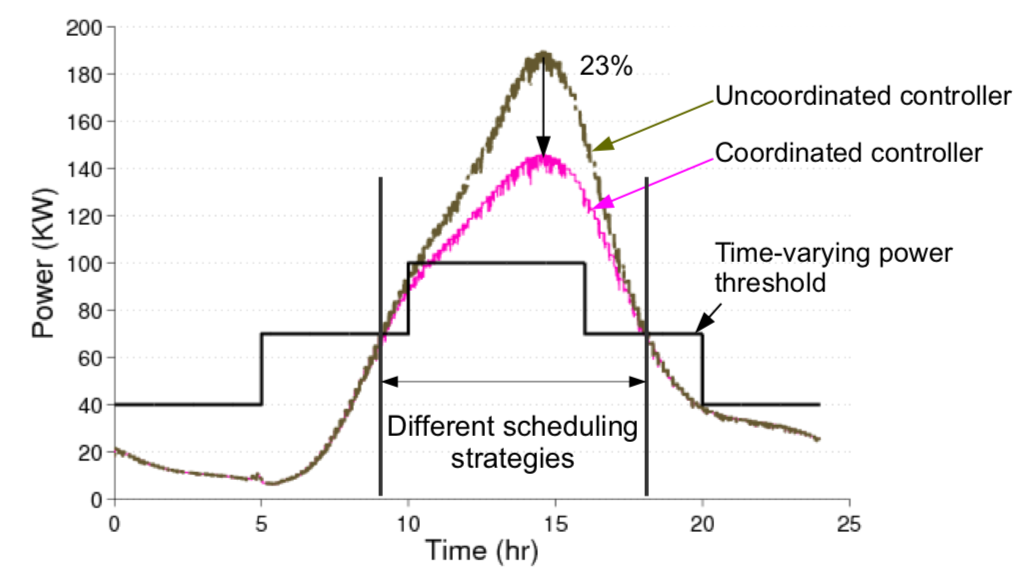 200
180
160
140
120
100
80
60
40
20
0
Power (KW)
23%
Uncoordinated controller
Coordinated controller
Time-varying power
threshold
Different scheduling
strategies
0 5 10 15 20 25
Time (hr)